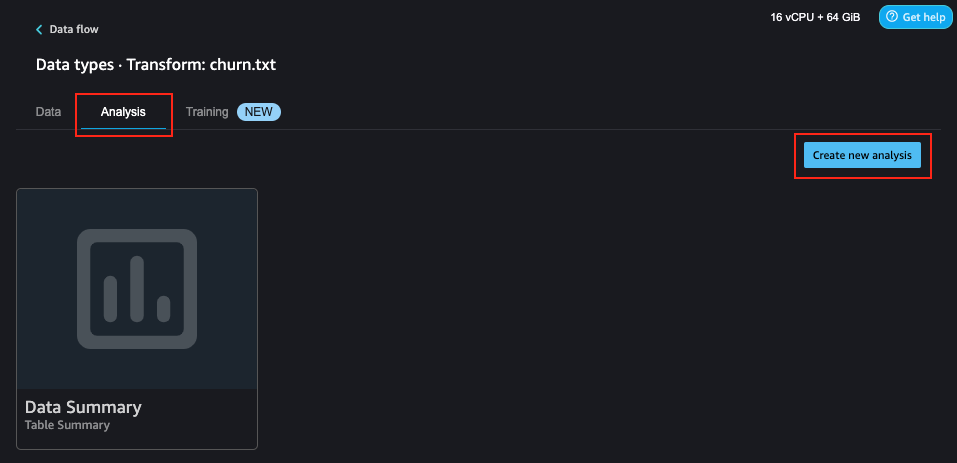 16 vCPU + 64 GiB
Get help
Data flow
Data types · Transform: churn.txt
Data
Analysis
Training
NEW
Create new analysis
Data Summary
Table Summary